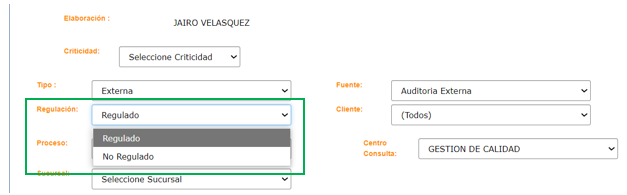 Elaboración : JAIRO VELASQUEZ
Criticidad: Seleccione Criticidad
Tipo : Externa Fuente: Auditoria Externa
Regulación: Regulado Cliente: (Todos)
Regulado
Proceso: Centro Consulta: GESTION DE CALIDAD
No Regulado
Sucursal: Seleccione Sucursal